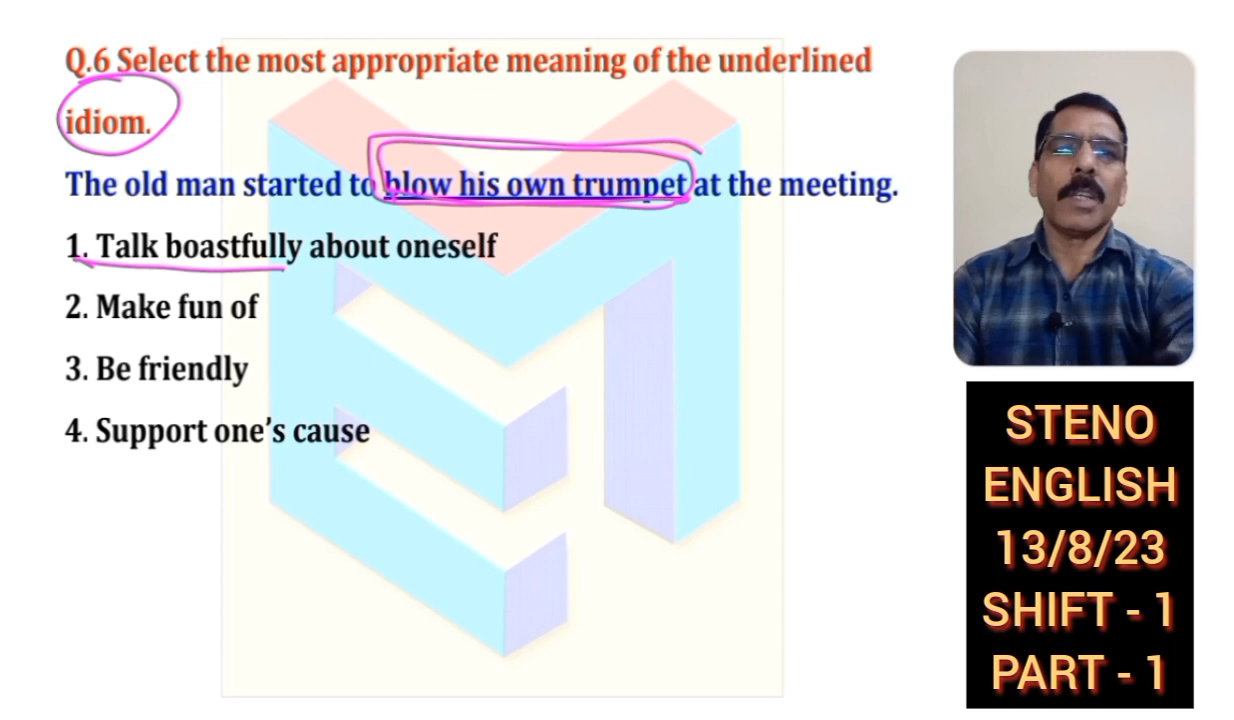 Q.6 Select the most appropriate meaning of the underlined
idiom.
The old man started to blow his own trumpet at the meeting.
1. Talk boastfully about oneself
2. Make fun of
3. Be friendly
4. Support one’s cause
STENO
ENGLISH
13/8/23
SHIFT - 1
PART - 1